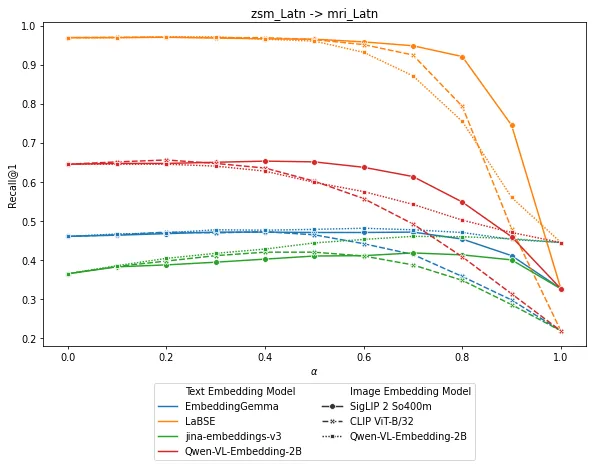 zsm_Latn -> mri_Latn
1.0
0.9
0.8
0.7
0.6
0.5
0.4
0.3
0.2
Recall@1
0.0 0.2 0.4 0.6 0.8 1.0
α
Text Embedding Model Image Embedding Model
EmbeddingGemma SigLIP 2 So400m
LaBSE CLIP ViT-B/32
jina-embeddings-v3 Qwen-VL-Embedding-2B
Qwen-VL-Embedding-2B